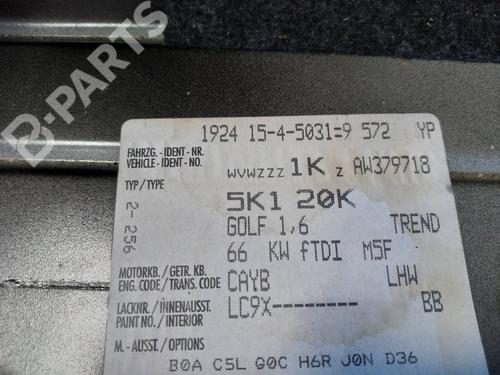 B-PARTS
1924 15-4-5031=9 572 YP
FAHRZG.-IDENT-NR.
VEHICLE-IDENT-NO. WVWZZZ 1K Z AW379718
TYP/TYPE 5K1 20K
2- 256
GOLF 1,6 TREND
66 KW fTDI M5F
MOTORKB./GETR. KB.
ENG. CODE/TRANS. CODE CAYB LHW
LACKNR./INNENAUSST.
PAINT NO./INTERIOR LC9X-------- BB
M.-AUSST./OPTIONS
B0A C5L G0C H6R J0N D36